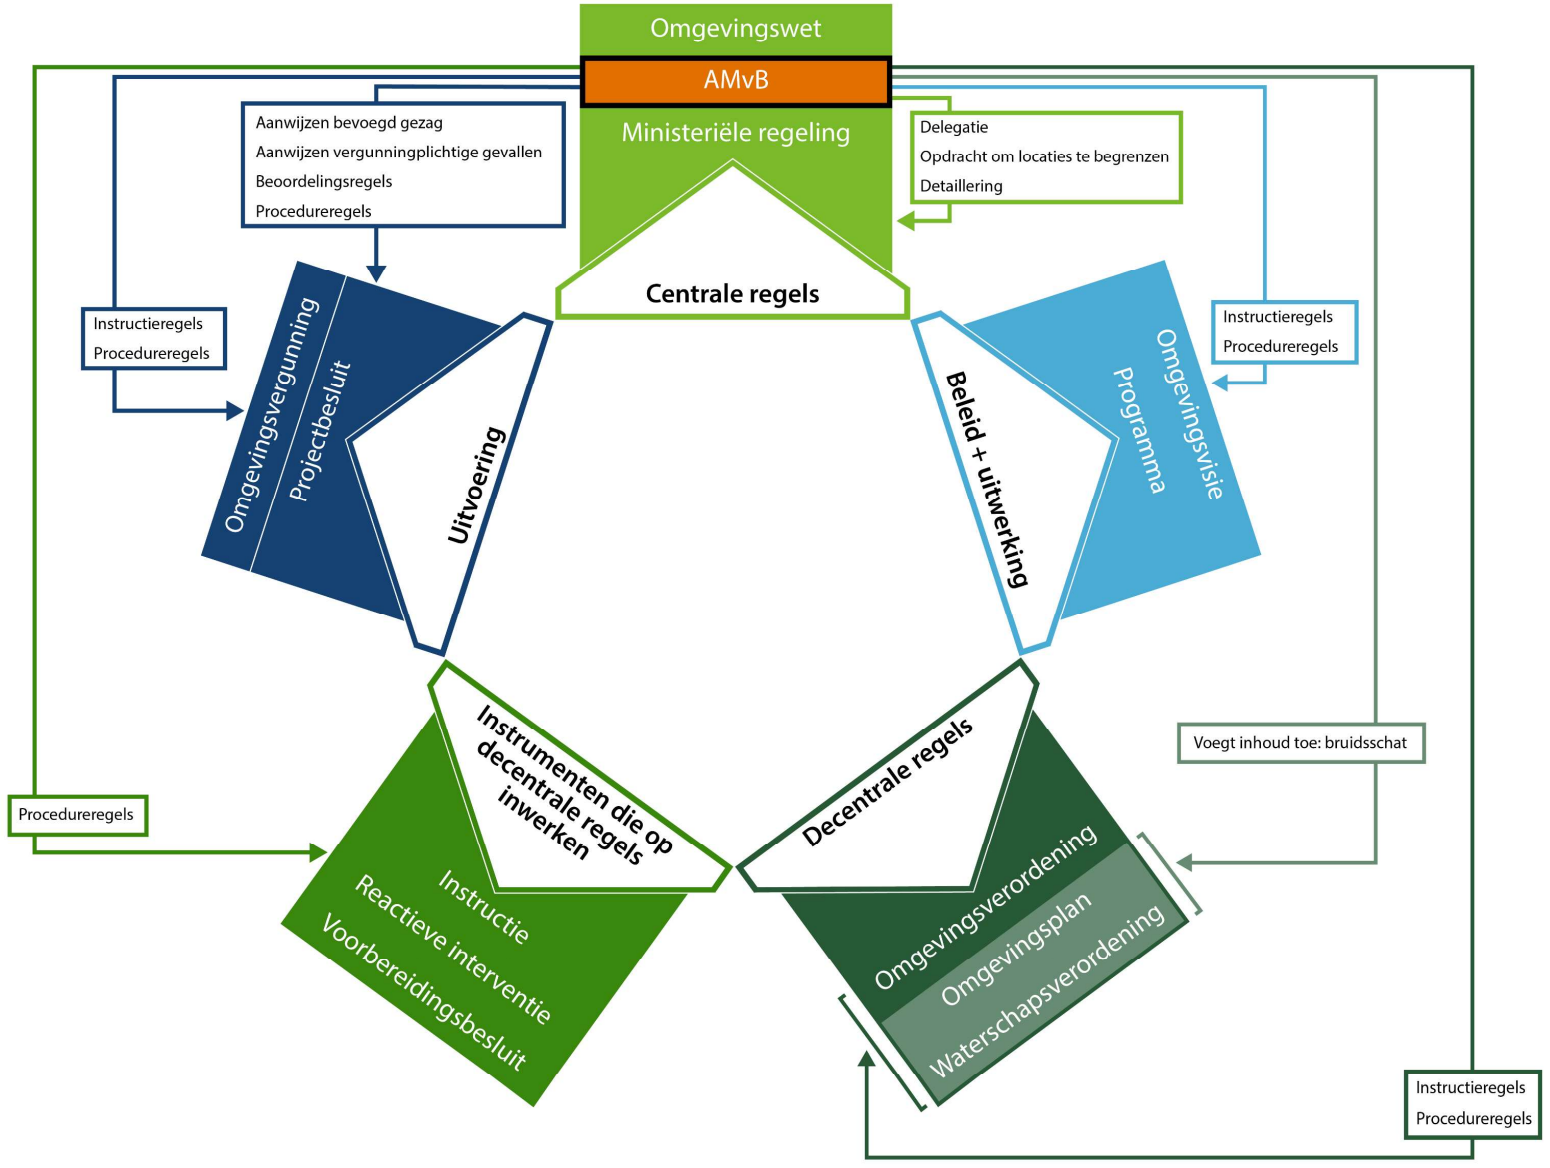 Omgevingswet
AMvB
Ministeriële regeling
Centrale regels
Aanwijzen bevoegd gezag
Aanwijzen vergunningplichtige gevallen
Beoordelingsregels
Procedureregels
Delegatie
Opdracht om locaties te begrenzen
Detaillering
Instructieregels
Procedureregels
Omgevingsvergunning
Projectbesluit
Uitvoering
Beleid + uitwerking
Programma
Omgevingsvisie
Instructieregels
Procedureregels
Instrumenten die op
decentrale regels
inwerken
Instructie
Reactieve interventie
Voorbereidingsbesluit
Procedureregels
Decentrale regels
Omgevingsverordening
Omgevingsplan
Waterschapsverordening
Voegt inhoud toe: bruidsschat
Instructieregels
Procedureregels